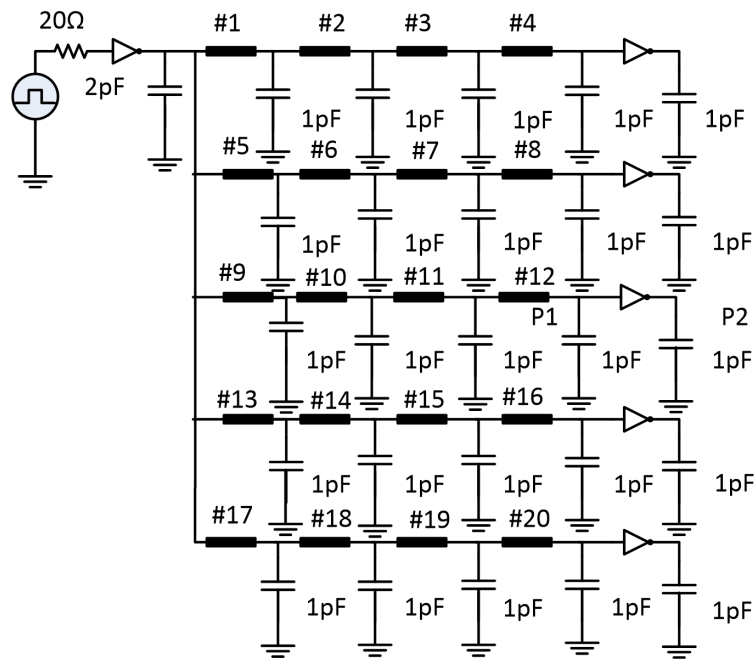 20Ω
#1 #2 #3 #4
2pF
1pF 1pF 1pF 1pF 1pF
#5 #6 #7 #8
1pF 1pF 1pF 1pF 1pF
#9 #10 #11 #12
P1 P2
1pF 1pF 1pF 1pF
#13 #14 #15 #16
1pF 1pF 1pF 1pF
#17 #18 #19 #20
1pF 1pF 1pF 1pF 1pF